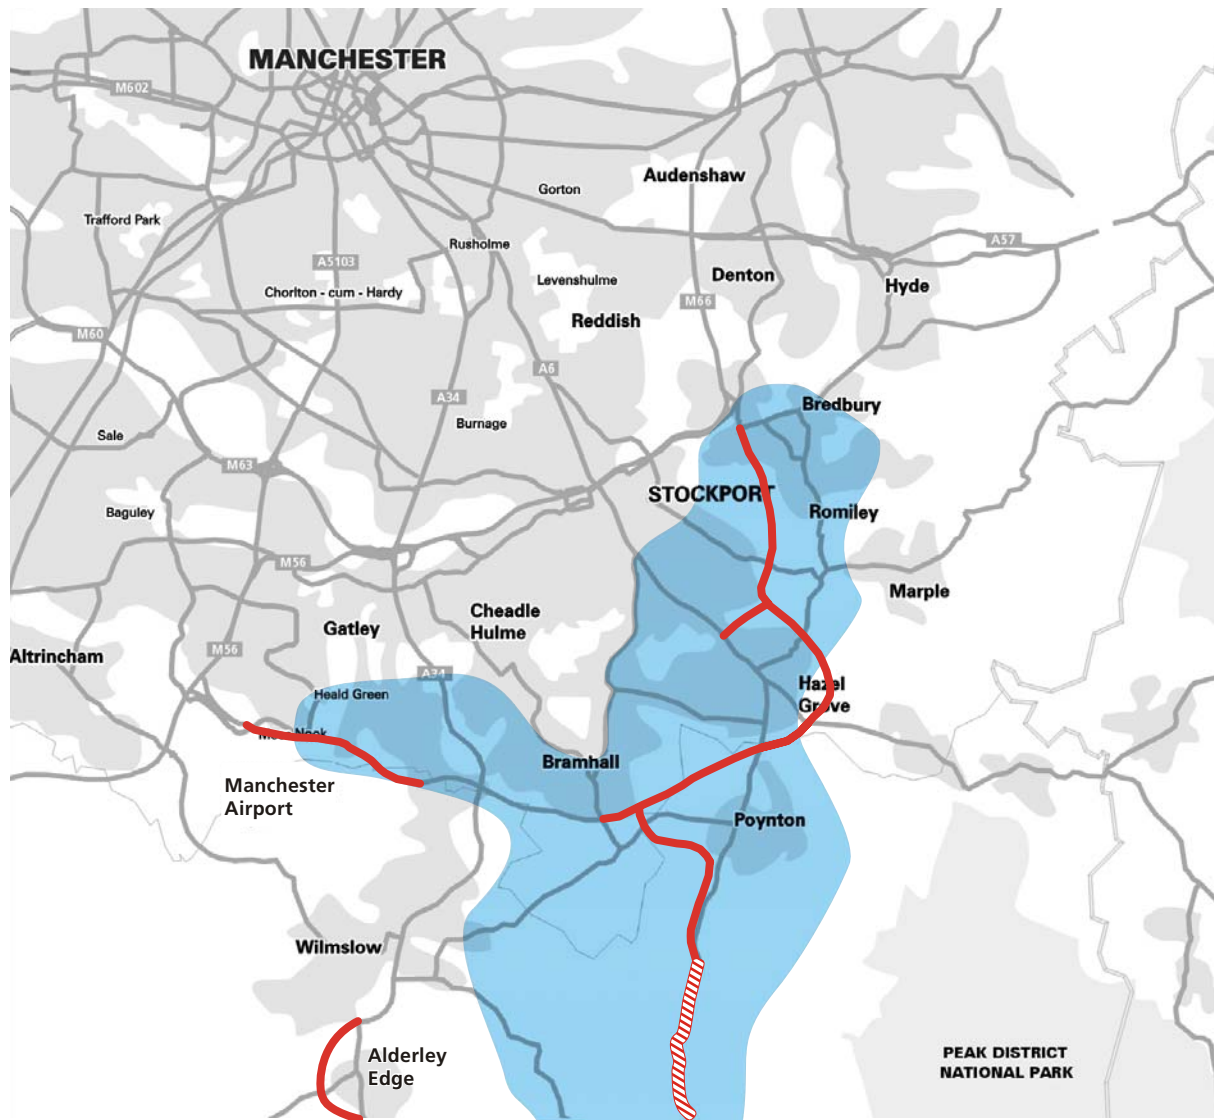 MANCHESTER
M602
Audenshaw
Gorton
Trafford Park
Rusholme
A57
A5103
Levenshulme
Denton
Hyde
Chorlton - cum - Hardy
M66
Reddish
M60
A6
A34
Bredbury
Burnage
Sale
M63
STOCKPORT
Baguley
Romiley
M56
Marple
Cheadle
Hulme
Gatley
M56
Altrincham
A34
Heald Green
Hazel
Grove
Moss Nook
Bramhall
Manchester
Airport
Poynton
Wilmslow
Alderley
Edge
PEAK DISTRICT
NATIONAL PARK